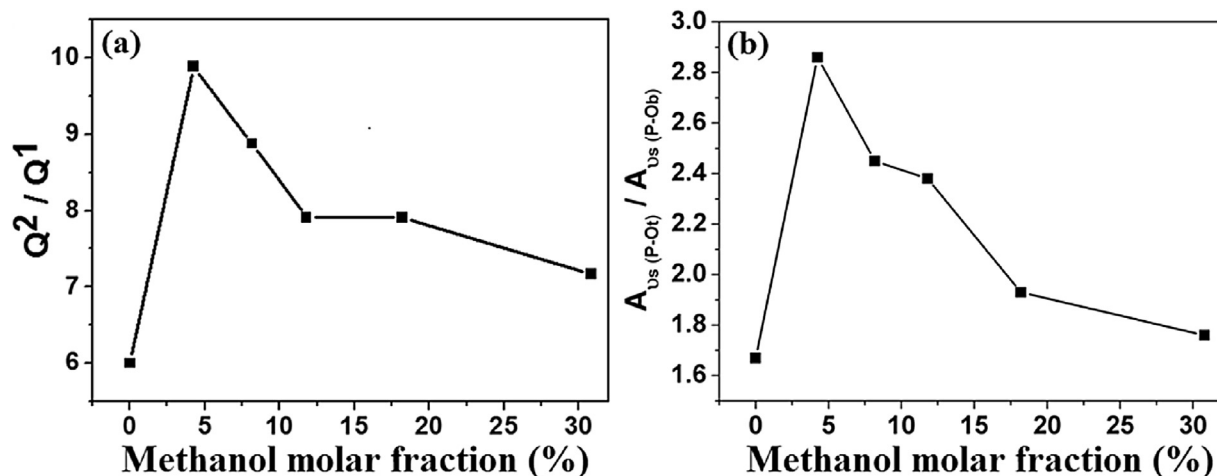 (a)
10
9
8
7
6
Q² / Q¹
0 5 10 15 20 25 30
Methanol molar fraction (%)
(b)
3.0
2.8
2.6
2.4
2.2
2.0
1.8
1.6
A υs (P-Ot) / A υs (P-Ob)
0 5 10 15 20 25 30
Methanol molar fraction (%)